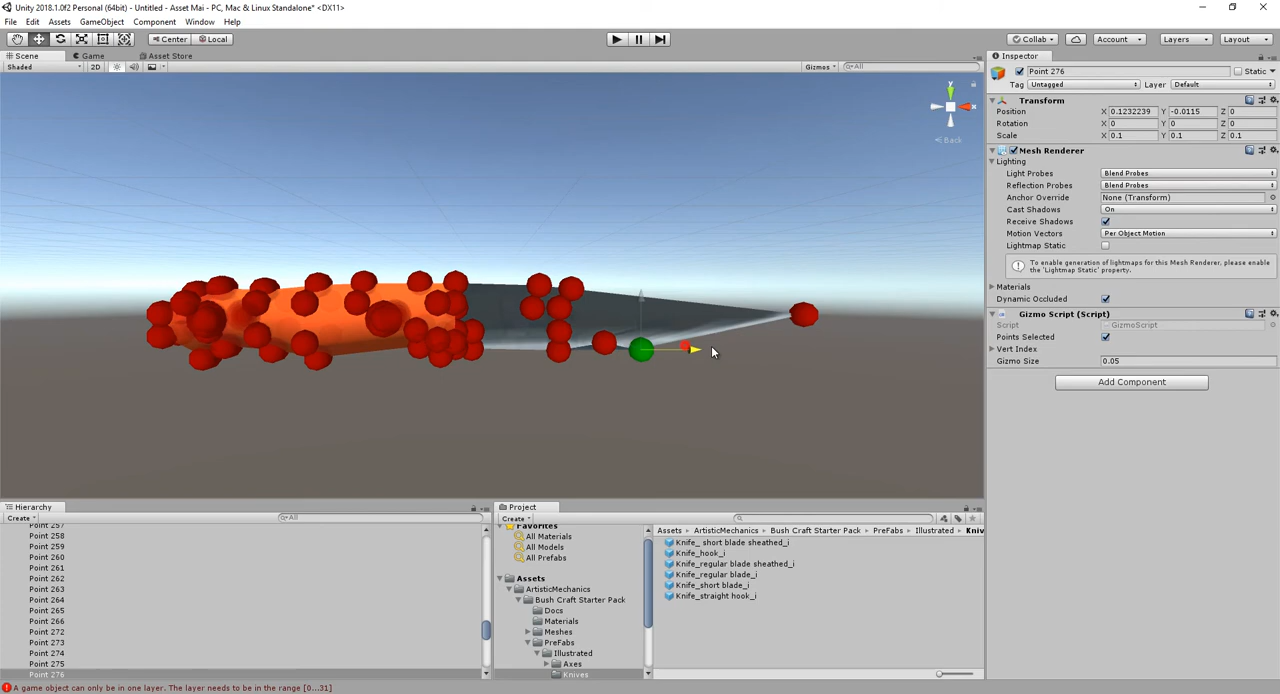 Unity 2018.1.0f2 Personal (64bit) - Untitled - Asset Mai - PC, Mac & Linux Standalone* <DX11>
File Edit Assets GameObject Component Window Help
Center Local Collab Account Layers Layout
Scene Game Asset Store Inspector
Shaded 2D Gizmos All
Point 276 Static
Tag Untagged Layer Default
Transform
Position X 0.1232239 Y -0.0115 Z 0
Rotation X 0 Y 0 Z 0
Scale X 0.1 Y 0.1 Z 0.1
Mesh Renderer
Lighting
Light Probes Blend Probes
Reflection Probes Blend Probes
Anchor Override None (Transform)
Cast Shadows On
Receive Shadows
Motion Vectors Per Object Motion
Lightmap Static
To enable generation of lightmaps for this Mesh Renderer, please enable
the 'Lightmap Static' property.
Materials
Dynamic Occluded
Gizmo Script (Script)
Script GizmoScript
Points Selected
Vert Index
Gizmo Size 0.05
Add Component
y
x
Back
Hierarchy
Create All
Point 257
Point 258
Point 259
Point 260
Point 261
Point 262
Point 263
Point 264
Point 265
Point 266
Point 272
Point 273
Point 274
Point 275
Point 276
Project
Create
Favorites
All Materials
All Models
All Prefabs
Assets
ArtisticMechanics
Bush Craft Starter Pack
Docs
Materials
Meshes
PreFabs
Illustrated
Axes
Knives
Assets ArtisticMechanics Bush Craft Starter Pack PreFabs Illustrated Kniv
Knife_ short blade sheathed_i
Knife_hook_i
Knife_regular blade sheathed_i
Knife_regular blade_i
Knife_short blade_i
Knife_straight hook_i
A game object can only be in one layer. The layer needs to be in the range [0...31]